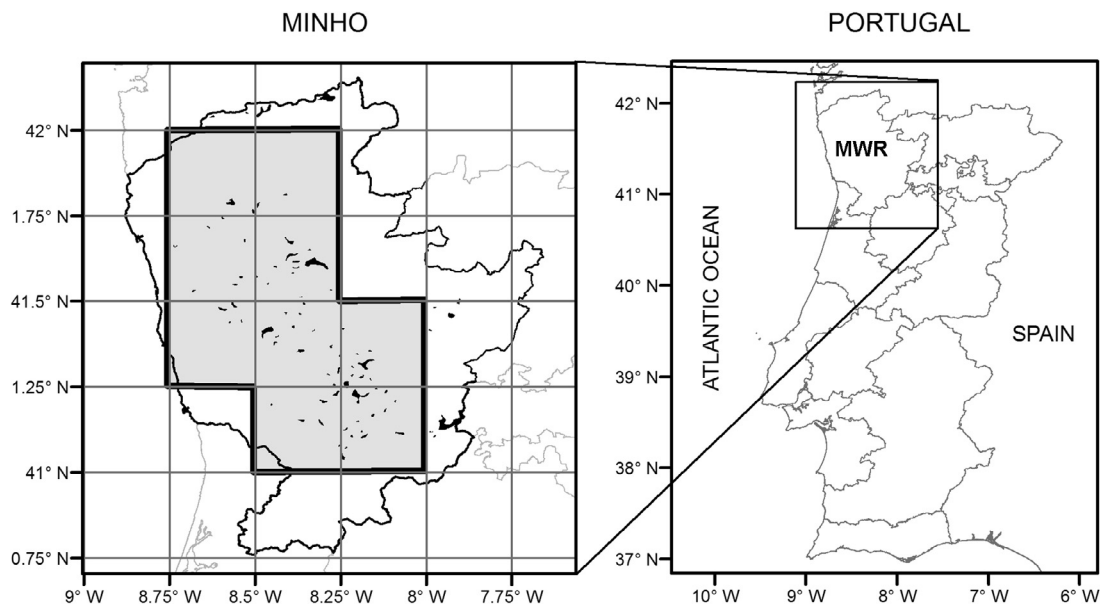 MINHO
PORTUGAL
42° N
1.75° N
41.5° N
1.25° N
41° N
0.75° N
9° W
8.75° W
8.5° W
8.25° W
8° W
7.75° W
42° N
41° N
40° N
39° N
38° N
37° N
MWR
ATLANTIC OCEAN
SPAIN
10° W
9° W
8° W
7° W
6° W